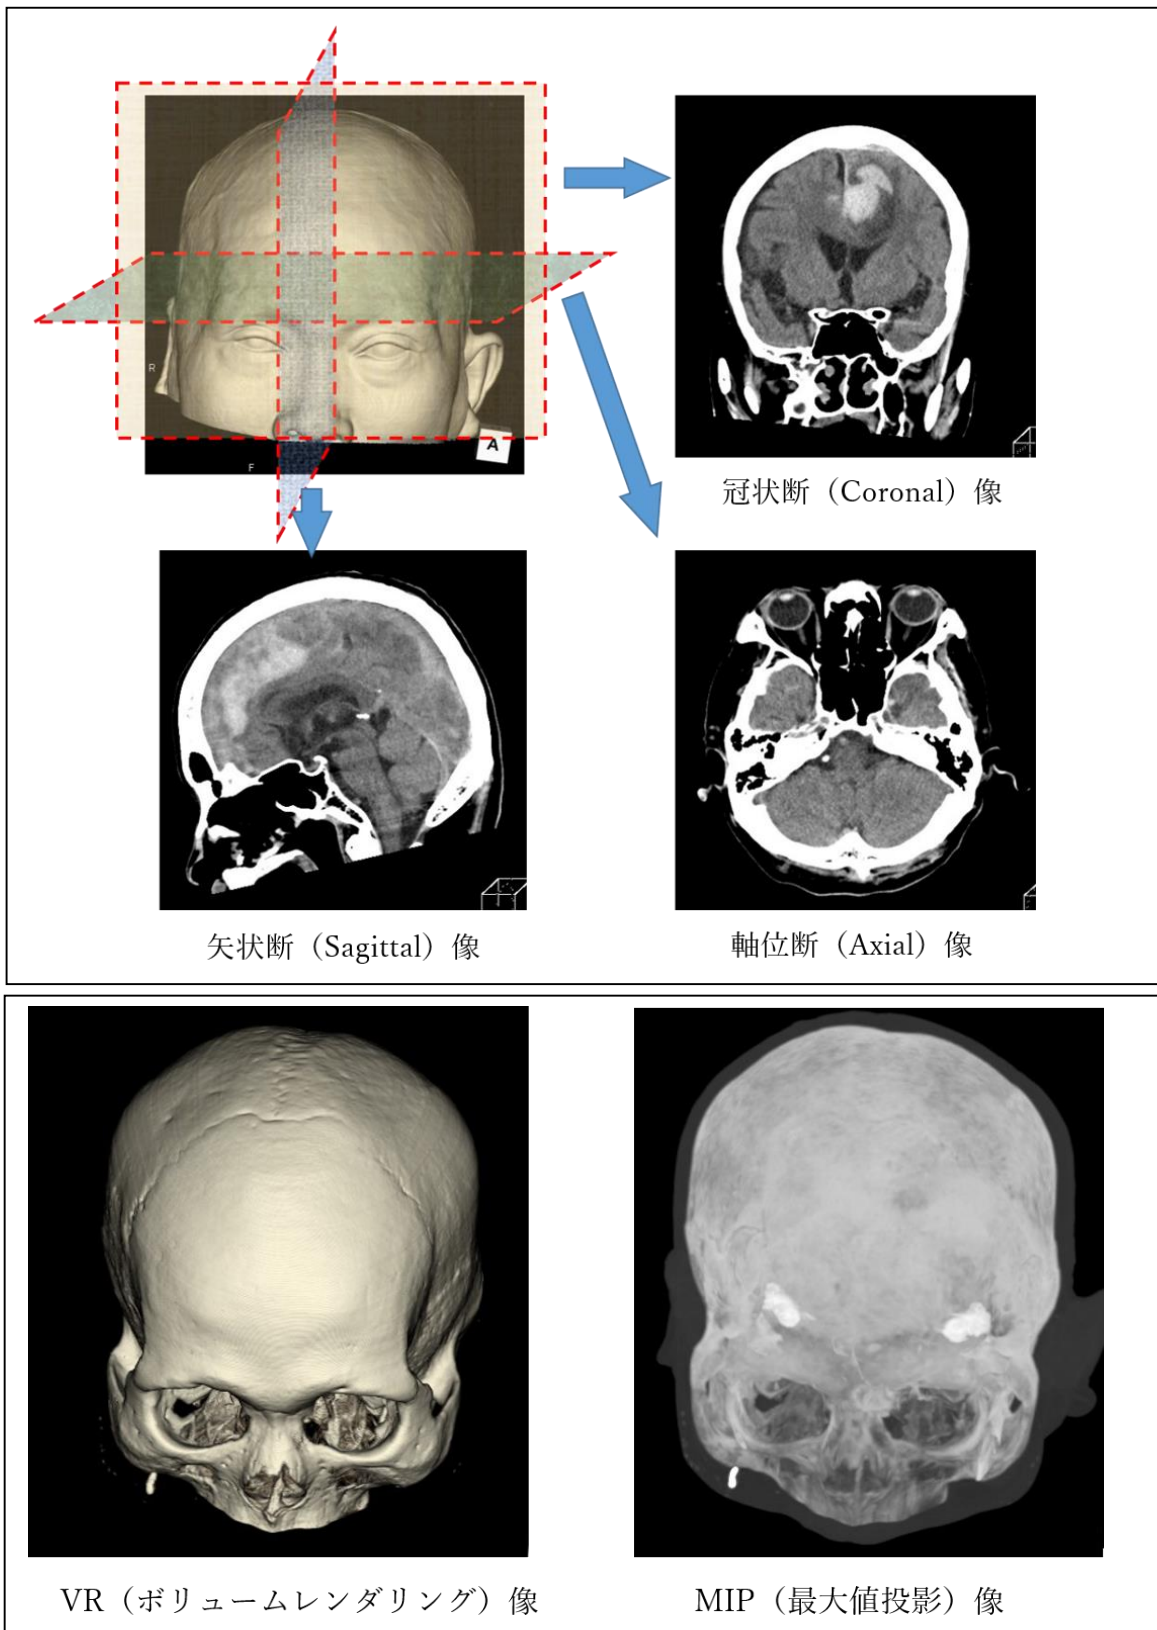 R
A
F
冠状断（Coronal）像
矢状断（Sagittal）像
軸位断（Axial）像
VR（ボリュームレンダリング）像
MIP（最大値投影）像